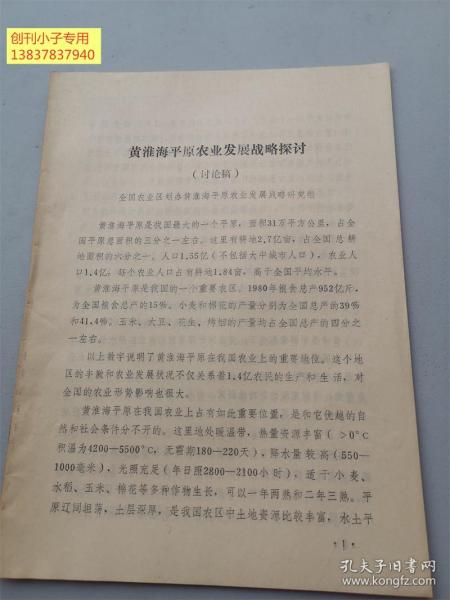 创刊小子专用
13837837940
黄淮海平原农业发展战略探讨
（讨论稿）
全国农业区划办黄淮海平原农业发展战略研究组
黄淮海平原是我国最大的一个平原，面积31万平方公里，占全
国平原总面积的三分之一左右。这里有耕地2.7亿亩，占全国总耕
地面积的六分之一。人口1.55亿（不包括大中城市人口），农业人
口1.4亿，每个农业人口占有耕地1.84亩，高于全国平均水平。
黄淮海平原是我国的一个重要农区。1980年粮食总产952亿斤，
为全国粮食总产的15%。小麦和棉花的产量分别为全国总产的39%
和41.4%。玉米、大豆、花生、烤烟的产量均占全国总产的四分之
一左右。
以上数字说明了黄淮海平原在我国农业上的重要地位。这个地
区的丰歉和农业发展状况不仅关系着1.4亿农民的生产和生活，对
全国的农业形势影响也很大。
黄淮海平原在我国农业上占有如此重要位置，是和它优越的自
然和社会条件分不开的。这里地处暖温带，热量资源丰富（>0°C
积温为4200—5500°C，无霜期180—220天），降水量较高（550—
1000毫米），光照充足（年日照2800—2100小时），适于小麦、
水稻、玉米、棉花等多种作物生长，可以一年两熟和二年三熟。平
原辽阔坦荡，土层深厚，是我国农区中土地资源比较丰富，水土平
孔夫子旧书网
www.kongfz.com